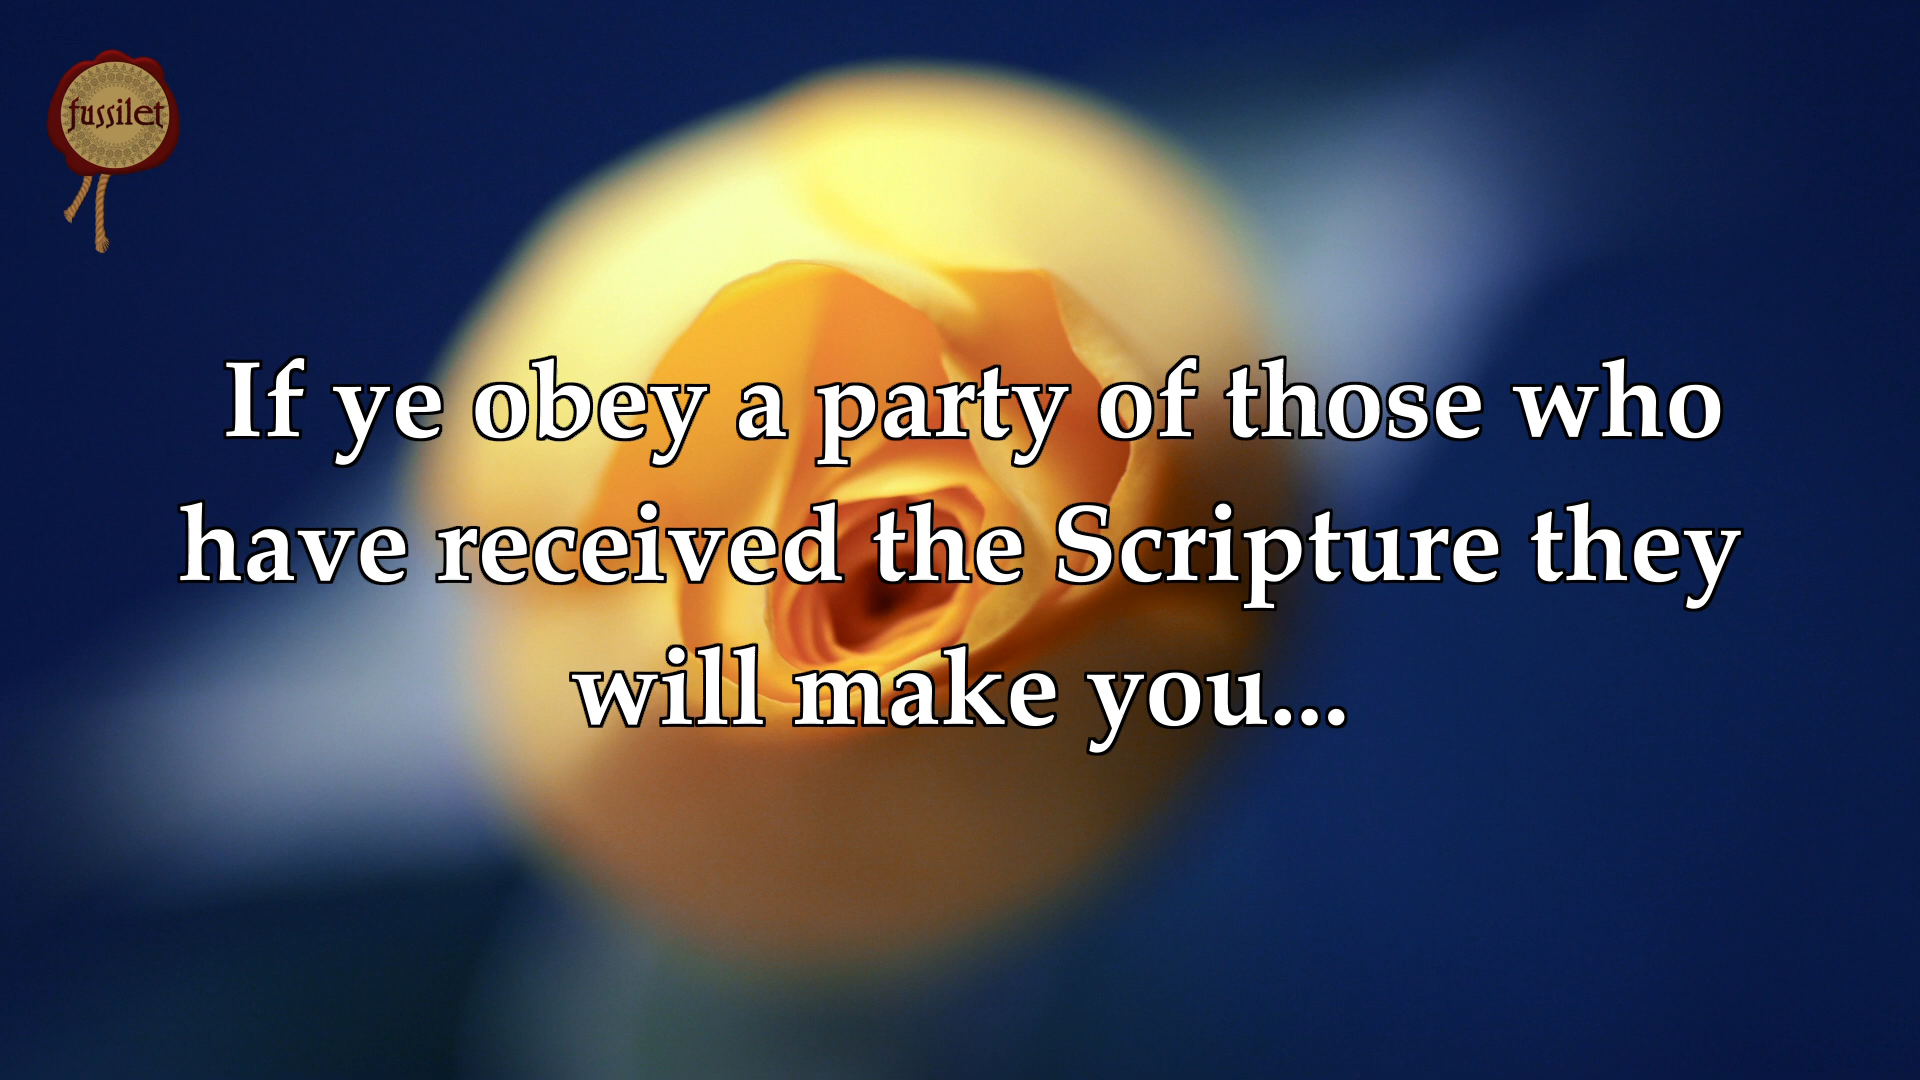 fussilet
If ye obey a party of those who
have received the Scripture they
will make you...